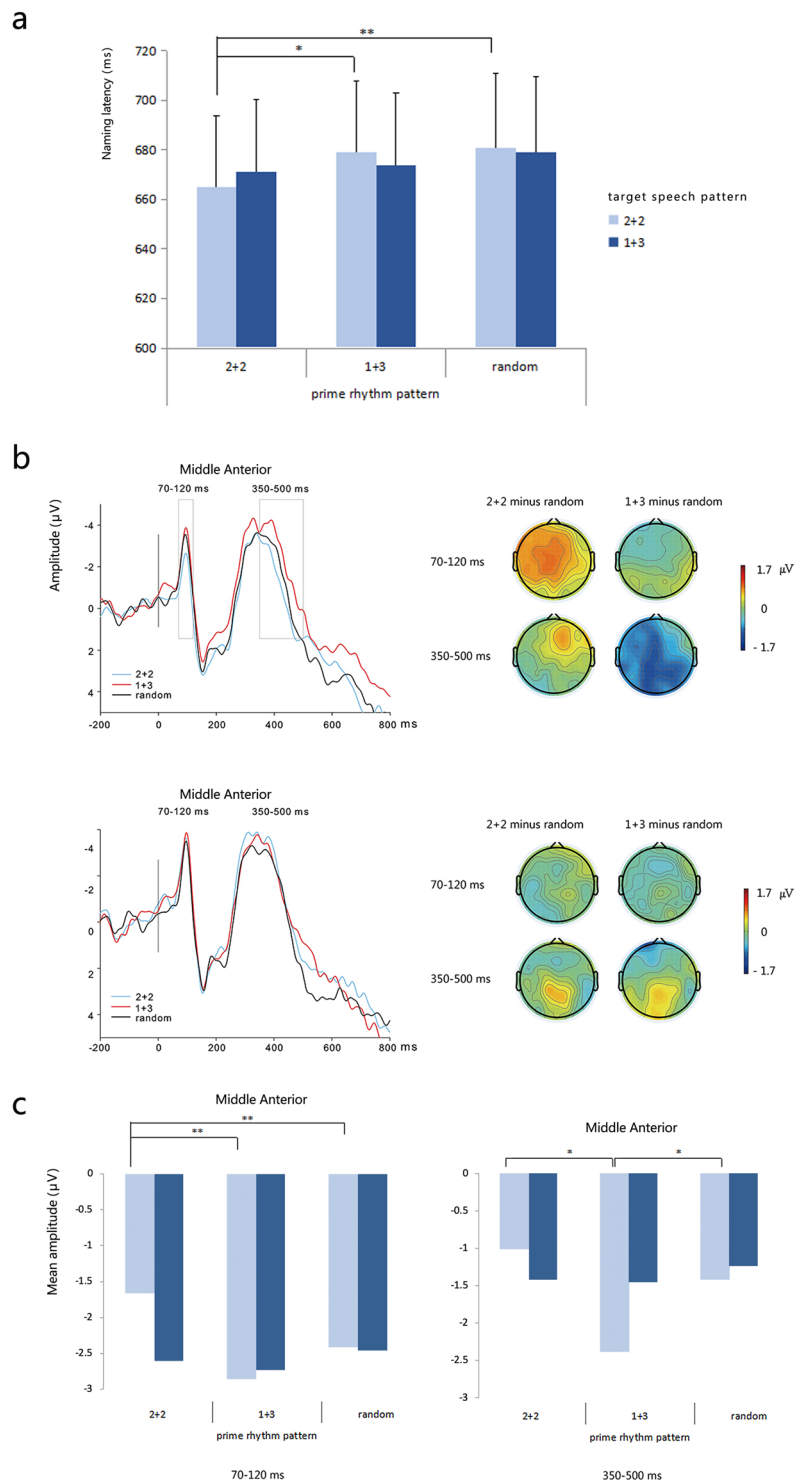 a
**
*
720
700
680
660
640
620
600
Naming latency (ms)
2+2
1+3
random
prime rhythm pattern
target speech pattern
2+2
1+3
b
Middle Anterior
70-120 ms
350-500 ms
Amplitude (µV)
-4
-2
0
2
4
2+2
1+3
random
-200
0
200
400
600
800 ms
2+2 minus random
1+3 minus random
70-120 ms
350-500 ms
1.7 µV
0
- 1.7
Middle Anterior
70-120 ms
350-500 ms
-4
-2
0
2
4
2+2
1+3
random
-200
0
200
400
600
800 ms
2+2 minus random
1+3 minus random
70-120 ms
350-500 ms
1.7 µV
0
- 1.7
c
Middle Anterior
**
**
Mean amplitude (µV)
0
-0.5
-1
-1.5
-2
-2.5
-3
2+2
1+3
random
prime rhythm pattern
70-120 ms
Middle Anterior
*
*
0
-0.5
-1
-1.5
-2
-2.5
-3
2+2
1+3
random
prime rhythm pattern
350-500 ms